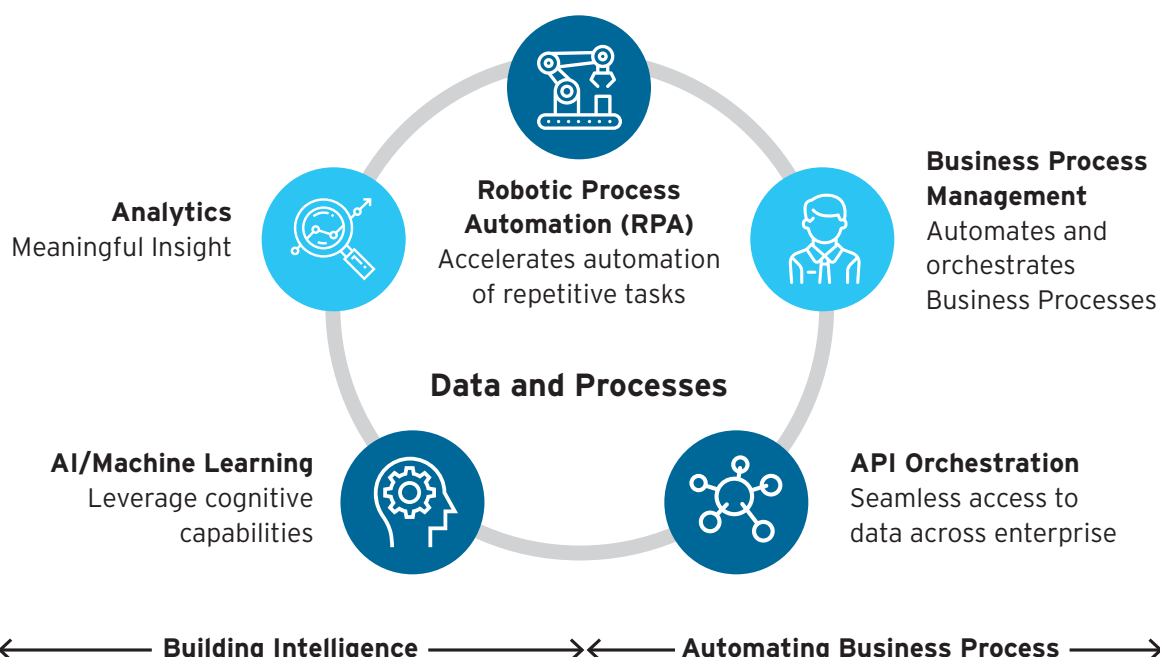 Robotic Process
Automation (RPA)
Accelerates automation
of repetitive tasks
Business Process
Management
Automates and
orchestrates
Business Processes
Analytics
Meaningful Insight
Data and Processes
AI/Machine Learning
Leverage cognitive
capabilities
API Orchestration
Seamless access to
data across enterprise
Building Intelligence
Automating Business Process